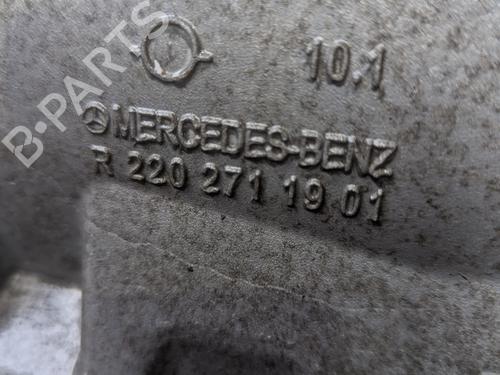 10.1
MERCEDES-BENZ
R 220 271 19 01
B-PARTS